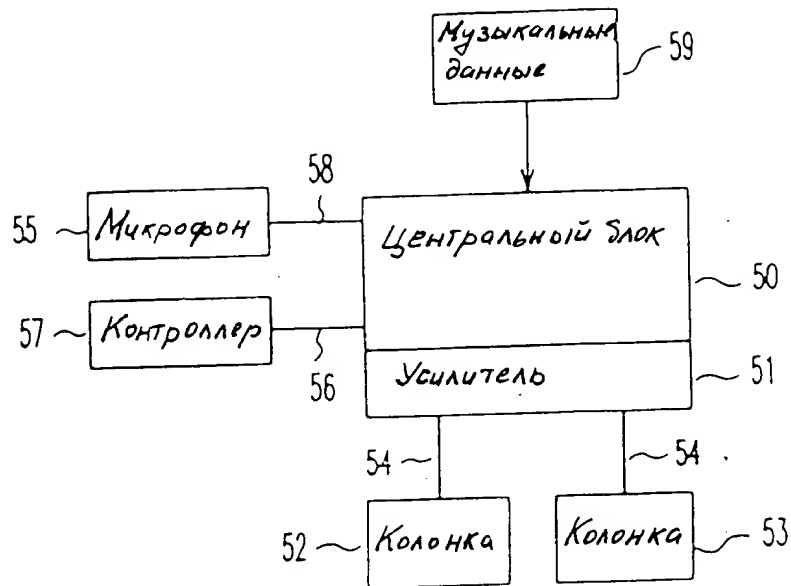 Музыкальные
данные
59
58
55
Микрофон
Центральный блок
50
57
Контроллер
56
Усилитель
51
54
54
52
Колонка
Колонка
53